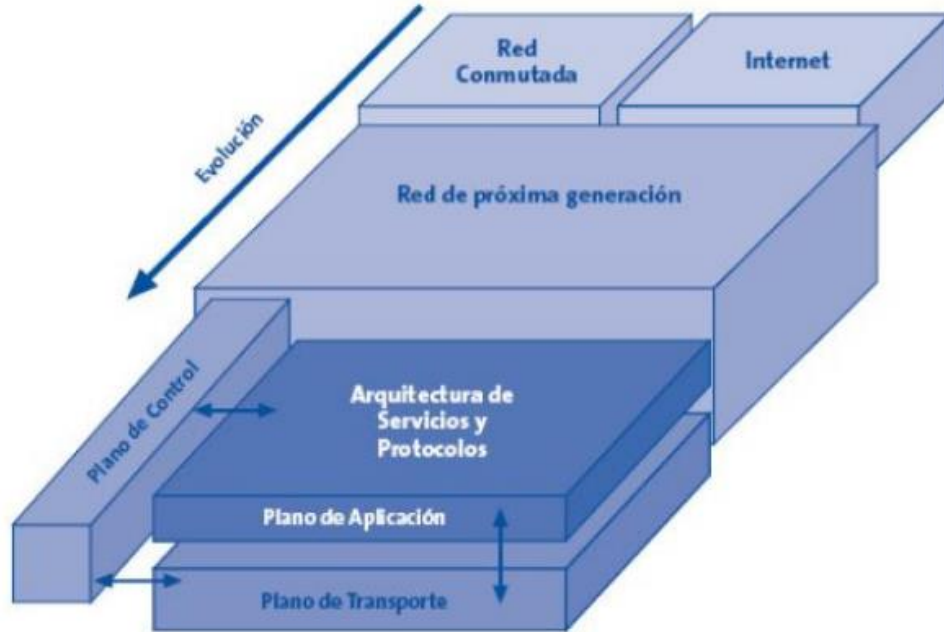 Red
Conmutada
Internet
Evolución
Red de próxima generación
Plano de Control
Arquitectura de
Servicios y
Protocolos
Plano de Aplicación
Plano de Transporte